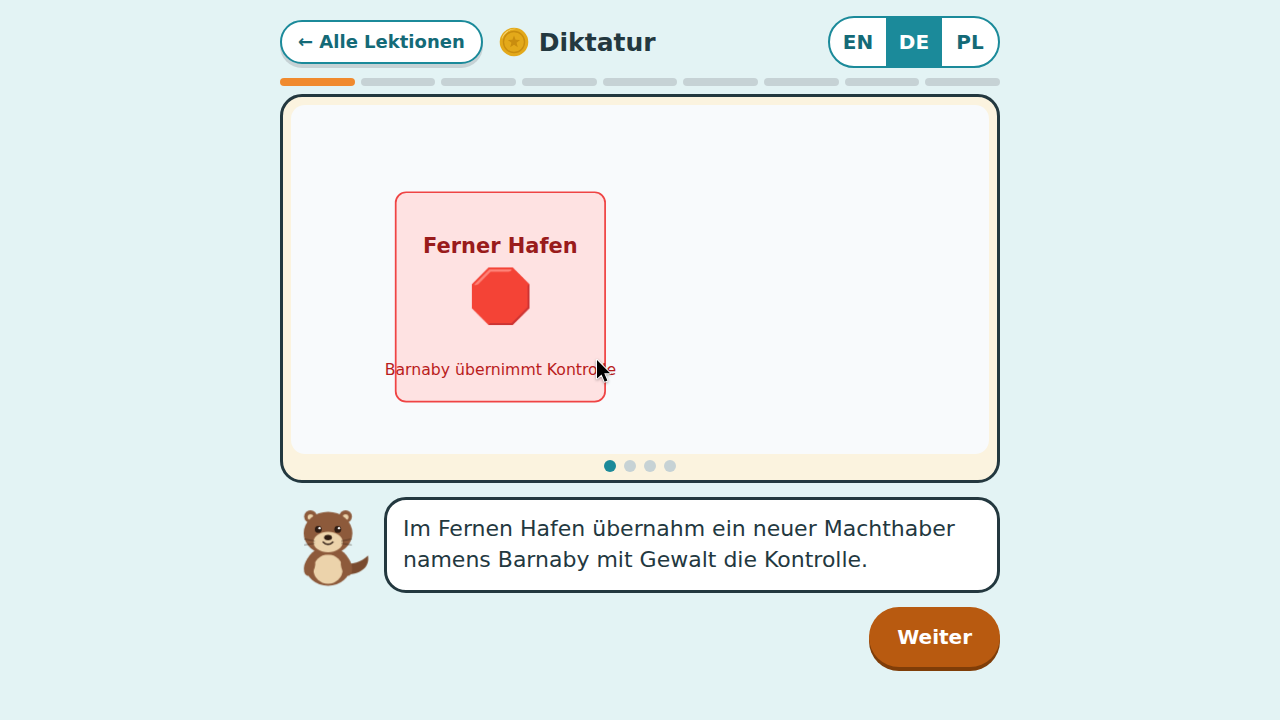 ← Alle Lektionen
Diktatur
EN DE PL
Ferner Hafen
Barnaby übernimmt Kontrolle
Im Fernen Hafen übernahm ein neuer Machthaber
namens Barnaby mit Gewalt die Kontrolle.
Weiter